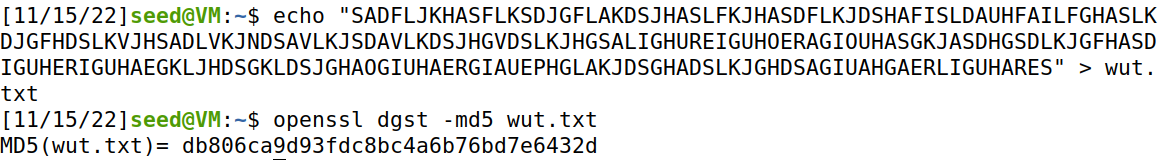 [11/15/22]seed@VM:~$ echo "SADFLJKHASFLKSDJGFLAKDSJHASLFKJHASDFLKJDSHAFISLDAUHFAILFGHASLK
DJGFHDSLKVJHSADLVKJNDSAVLKJSDAVLKDSJHGVDSLKJHGSALIGHUREIGUHOERAGIOUHASGKJASDHGSDLKJGFHASD
IGUHERIGUHAEGKLJHDSGKLDSJGHAOGIUHAERGIAUEPHGLAKJDSGHADSLKJGHDSAGIUAHGAERLIGUHARES" > wut.
txt
[11/15/22]seed@VM:~$ openssl dgst -md5 wut.txt
MD5(wut.txt)= db806ca9d93fdc8bc4a6b76bd7e6432d